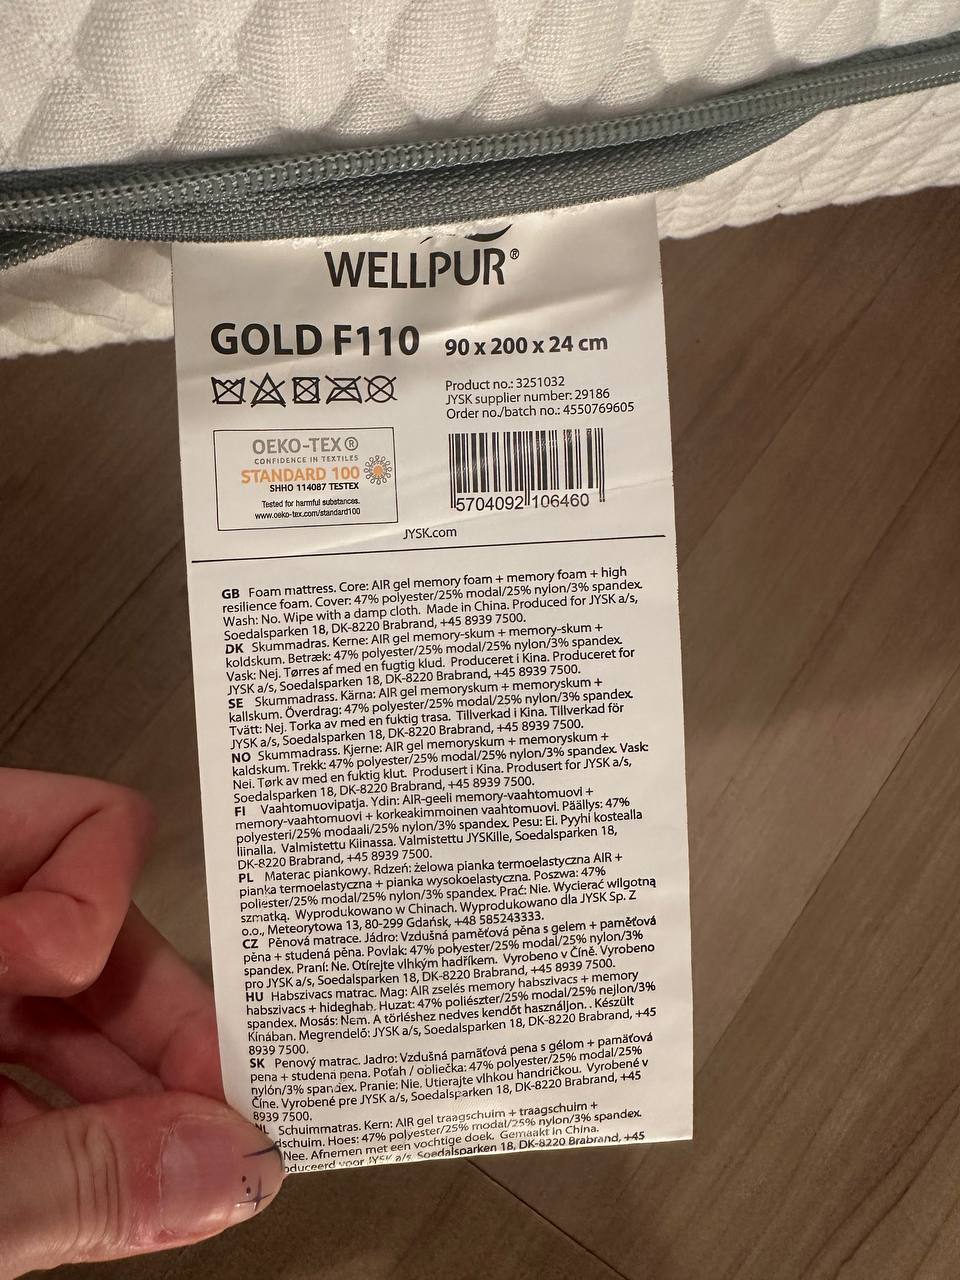 WELLPUR®
GOLD F110 90 x 200 x 24 cm
Product no.: 3251032
JYSK supplier number: 29186
Order no./batch no.: 4550769605
OEKO-TEX®
CONFIDENCE IN TEXTILES
STANDARD 100
SHHO 114087 TESTEX
Tested for harmful substances.
www.oeko-tex.com/standard100
5704092 106460
JYSK.com
GB Foam mattress. Core: AIR gel memory foam + memory foam + high
resilience foam. Cover: 47% polyester/25% modal/25% nylon/3% spandex.
Wash: No. Wipe with a damp cloth. Made in China. Produced for JYSK a/s,
Soedalsparken 18, DK-8220 Brabrand, +45 8939 7500.
DK Skummadras. Kerne: AIR gel memory-skum + memory-skum +
koldskum. Betræk: 47% polyester/25% modal/25% nylon/3% spandex.
Vask: Nej. Tørres af med en fugtig klud. Produceret i Kina. Produceret for
JYSK a/s, Soedalsparken 18, DK-8220 Brabrand, +45 8939 7500.
SE Skummadrass. Kärna: AIR gel memoryskum + memoryskum +
kallskum. Överdrag: 47% polyester/25% modal/25% nylon/3% spandex.
Tvätt: Nej. Torka av med en fuktig trasa. Tillverkad i Kina. Tillverkad för
JYSK a/s, Soedalsparken 18, DK-8220 Brabrand, +45 8939 7500.
NO Skummadrass. Kjerne: AIR gel memoryskum + memoryskum +
kaldskum. Trekk: 47% polyester/25% modal/25% nylon/3% spandex. Vask:
Nei. Tørk av med en fuktig klut. Produsert i Kina. Produsert for JYSK a/s,
Soedalsparken 18, DK-8220 Brabrand, +45 8939 7500.
FI Vaahtomuovipatja. Ydin: AIR-geeli memory-vaahtomuovi +
memory-vaahtomuovi + korkeakimmoinen vaahtomuovi. Päällys: 47%
polyesteri/25% modaali/25% nylon/3% spandex. Pesu: Ei. Pyyhi kostealla
liinalla. Valmistettu Kiinassa. Valmistettu JYSKille, Soedalsparken 18,
DK-8220 Brabrand, +45 8939 7500.
PL Materac piankowy. Rdzeń: żelowa pianka termoelastyczna AIR +
pianka termoelastyczna + pianka wysokoelastyczna. Poszwa: 47%
poliester/25% modal/25% nylon/3% spandex. Prać: Nie. Wycierać wilgotną
szmatką. Wyprodukowano w Chinach. Wyprodukowano dla JYSK Sp. Z
o.o., Meteorytowa 13, 80-299 Gdańsk, +48 585243333.
CZ Pěnová matrace. Jádro: Vzdušná paměťová pěna s gelem + paměťová
pěna + studená pěna. Povlak: 47% polyester/25% modal/25% nylon/3%
spandex. Praní: Ne. Otírejte vlhkým hadříkem. Vyrobeno v Číně. Vyrobeno
pro JYSK a/s, Soedalsparken 18, DK-8220 Brabrand, +45 8939 7500.
HU Habszivacs matrac. Mag: AIR zselés memory habszivacs + memory
habszivacs + hideghab. Huzat: 47% poliészter/25% modal/25% nejlon/3%
spandex. Mosás: Nem. A törléshez nedves kendőt használjon. . Készült
Kínában. Megrendelő: JYSK a/s, Soedalsparken 18, DK-8220 Brabrand, +45
8939 7500.
SK Penový matrac. Jadro: Vzdušná pamäťová pena s gélom + pamäťová
pena + studená pena. Poťah / obliečka: 47% polyester/25% modal/25%
nylón/3% spandex. Pranie: Nie. Utierajte vlhkou handričkou. Vyrobené v
Číne. Vyrobené pre JYSK a/s, Soedalsparken 18, DK-8220 Brabrand, +45
8939 7500.
NL Schuimmatras. Kern: AIR gel traagschuim + traagschuim +
dschuim. Hoes: 47% polyester/25% modal/25% nylon/3% spandex.
Nee. Afnemen met een vochtige doek. Gemaakt in China.
oduceerd voor JYSK a/s, Soedalsparken 18, DK-8220 Brabrand, +45